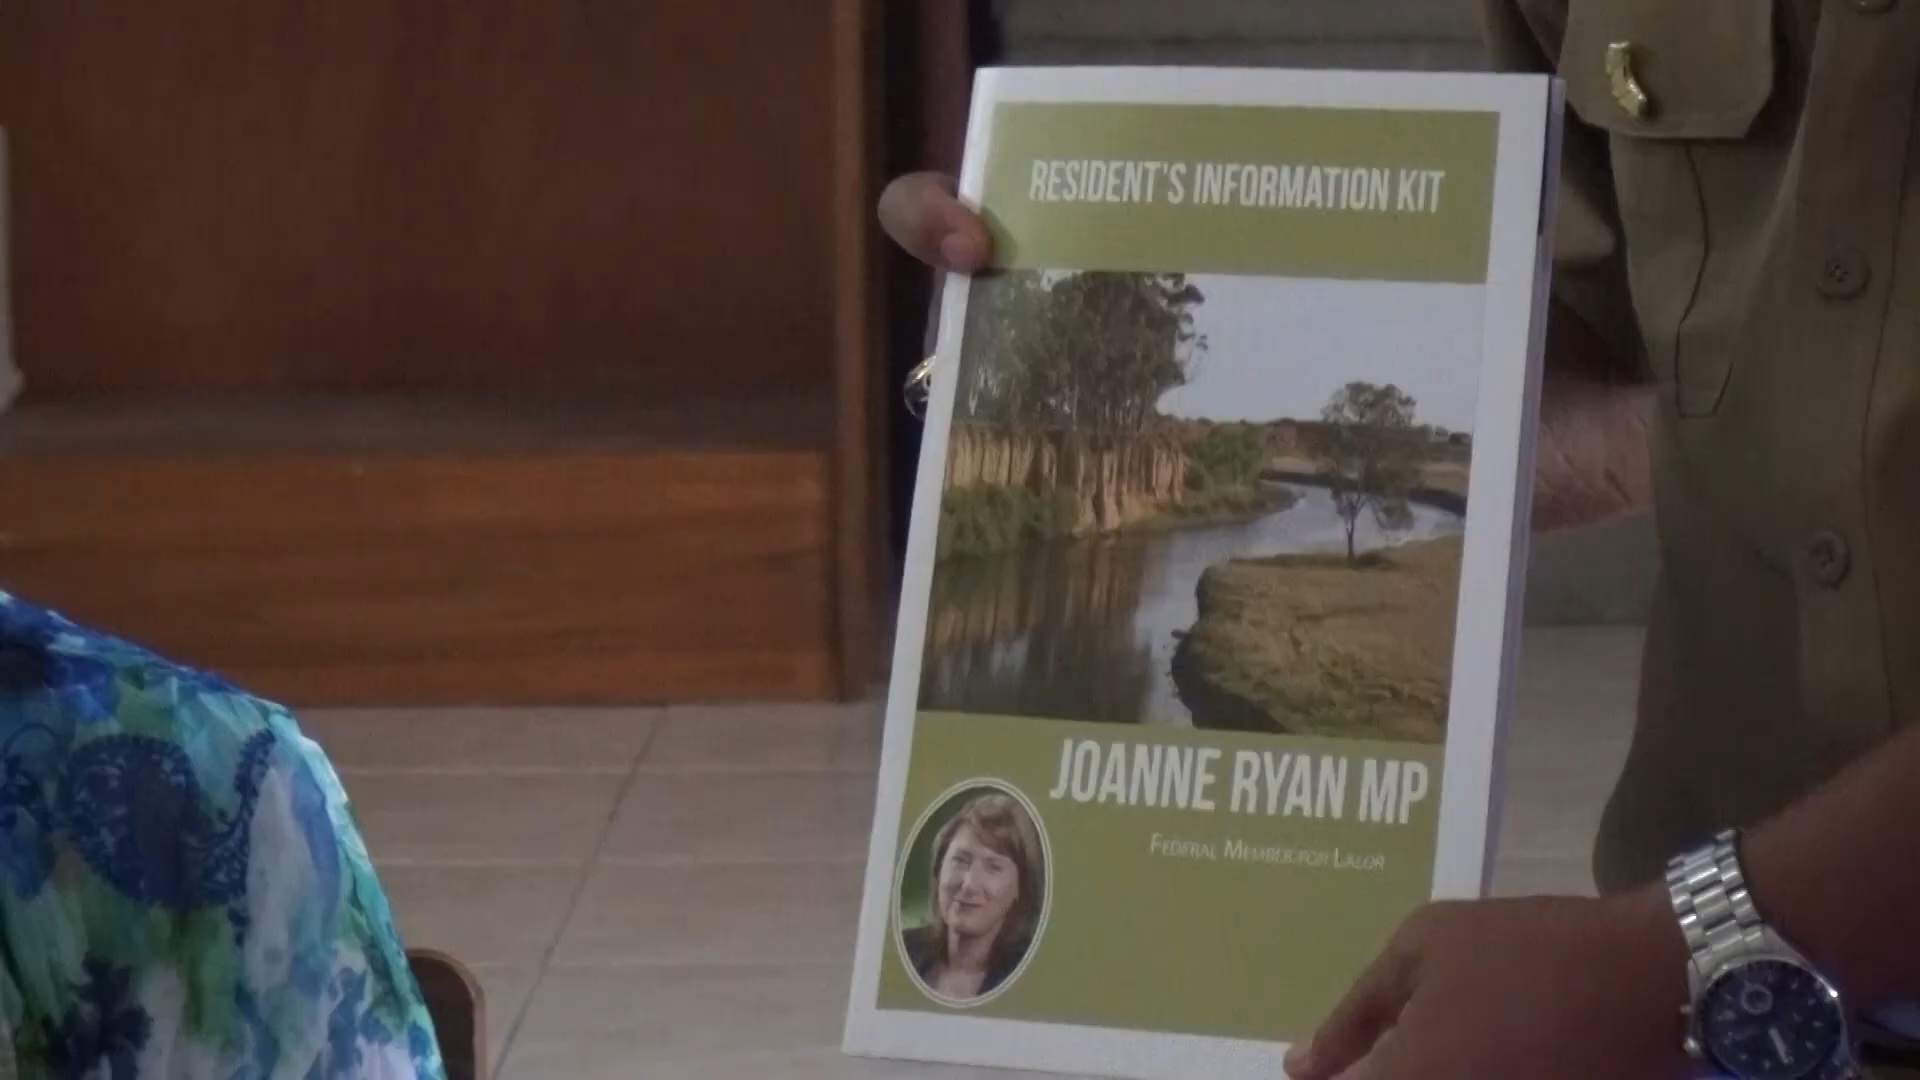 RESIDENT'S INFORMATION KIT
JOANNE RYAN MP
FEDERAL MEMBER FOR LALOR